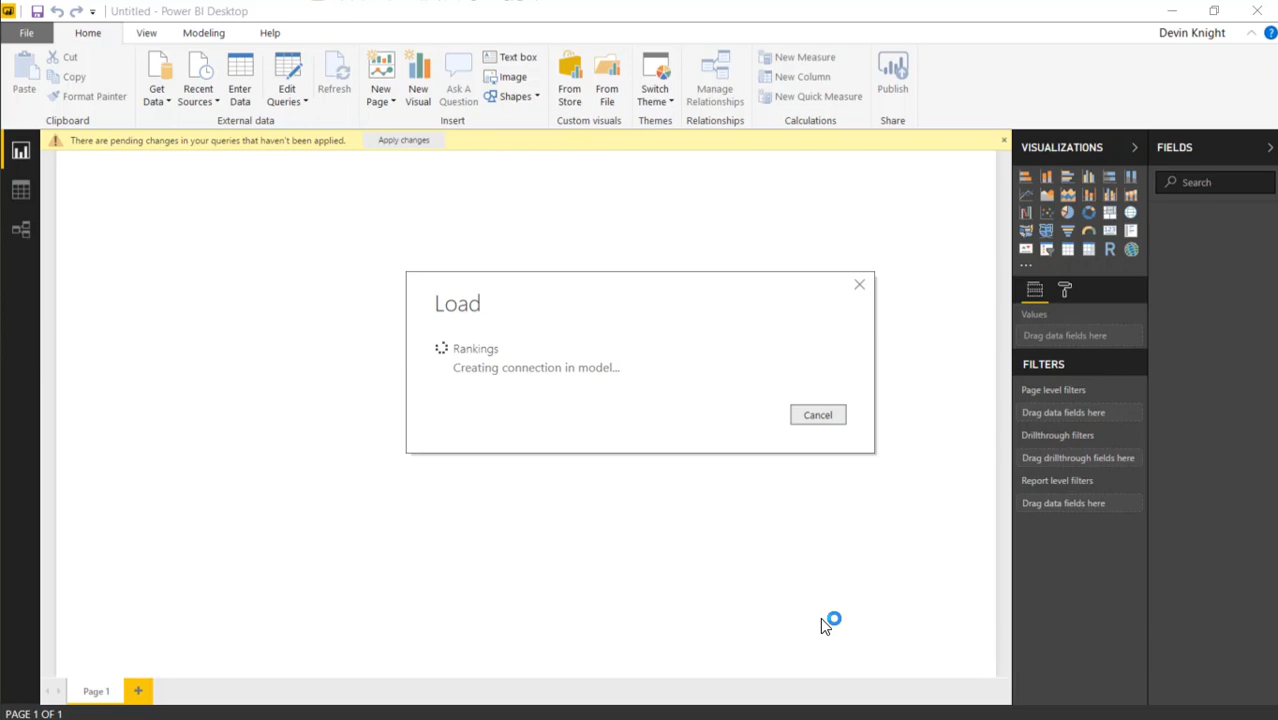 Untitled - Power BI Desktop
File
Home
View
Modeling
Help
Devin Knight
Paste
Cut
Copy
Format Painter
Clipboard
Get Data
Recent Sources
Enter Data
Edit Queries
Refresh
External data
New Page
New Visual
Ask A Question
Text box
Image
Shapes
Insert
From Store
From File
Custom visuals
Switch Theme
Themes
Manage Relationships
Relationships
New Measure
New Column
New Quick Measure
Calculations
Publish
Share
There are pending changes in your queries that haven't been applied.
Apply changes
Load
Rankings
Creating connection in model...
Cancel
VISUALIZATIONS
Values
Drag data fields here
FILTERS
Page level filters
Drag data fields here
Drillthrough filters
Drag drillthrough fields here
Report level filters
Drag data fields here
FIELDS
Search
Page 1
PAGE 1 OF 1